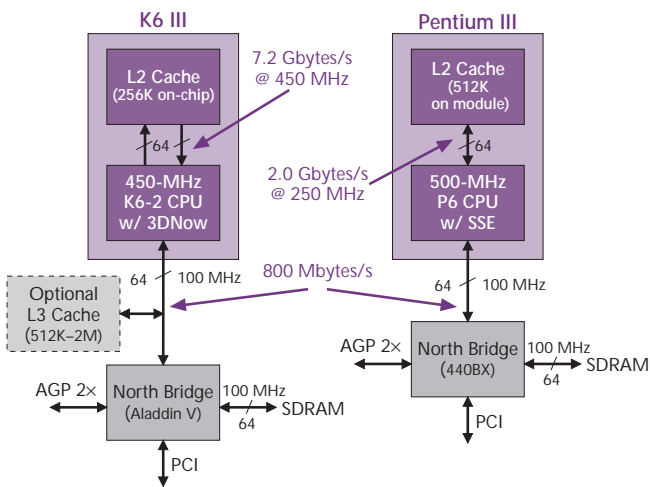 K6 III
L2 Cache
(256K on-chip)
64
7.2 Gbytes/s
@ 450 MHz
450-MHz
K6-2 CPU
w/ 3DNow
64
100 MHz
Optional
L3 Cache
(512K–2M)
AGP 2×
North Bridge
(Aladdin V)
100 MHz
64
SDRAM
PCI
800 Mbytes/s
Pentium III
L2 Cache
(512K
on module)
64
2.0 Gbytes/s
@ 250 MHz
500-MHz
P6 CPU
w/ SSE
64
100 MHz
AGP 2×
North Bridge
(440BX)
100 MHz
64
SDRAM
PCI